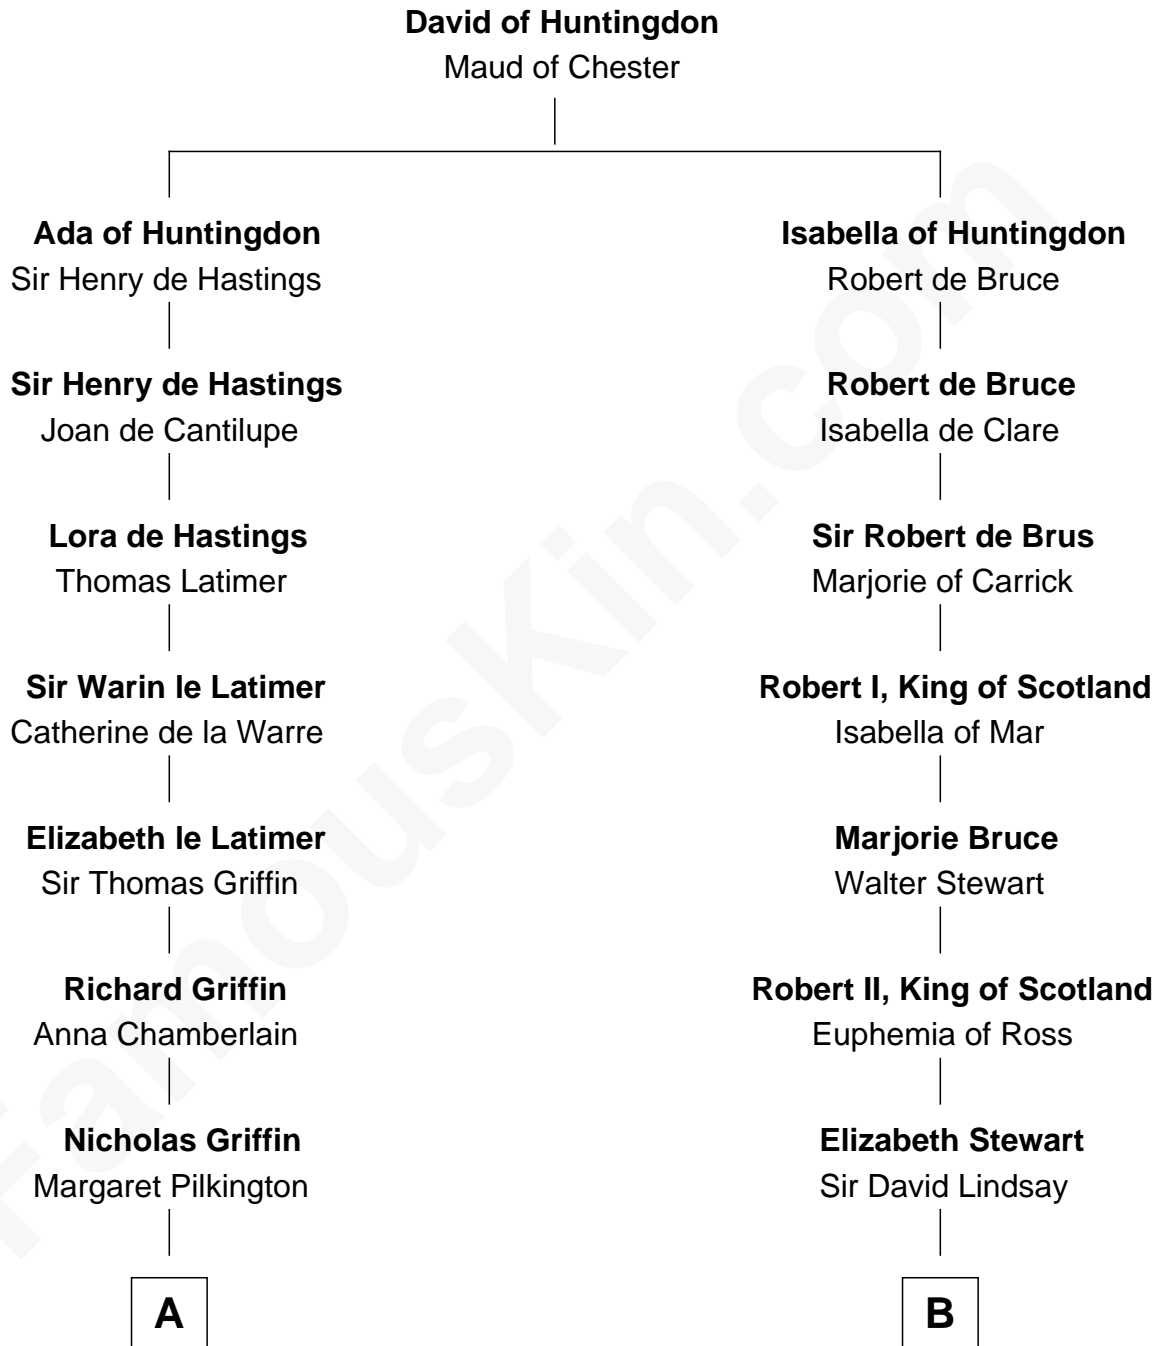 David of Huntingdon
Maud of Chester
Ada of Huntingdon
Sir Henry de Hastings
Isabella of Huntingdon
Robert de Bruce
Sir Henry de Hastings
Joan de Cantilupe
Robert de Bruce
Isabella de Clare
Lora de Hastings
Thomas Latimer
Sir Robert de Brus
Marjorie of Carrick
Sir Warin le Latimer
Catherine de la Warre
Robert I, King of Scotland
Isabella of Mar
Elizabeth le Latimer
Sir Thomas Griffin
Marjorie Bruce
Walter Stewart
Richard Griffin
Anna Chamberlain
Robert II, King of Scotland
Euphemia of Ross
Nicholas Griffin
Margaret Pilkington
Elizabeth Stewart
Sir David Lindsay
A
B
FamousKin.com